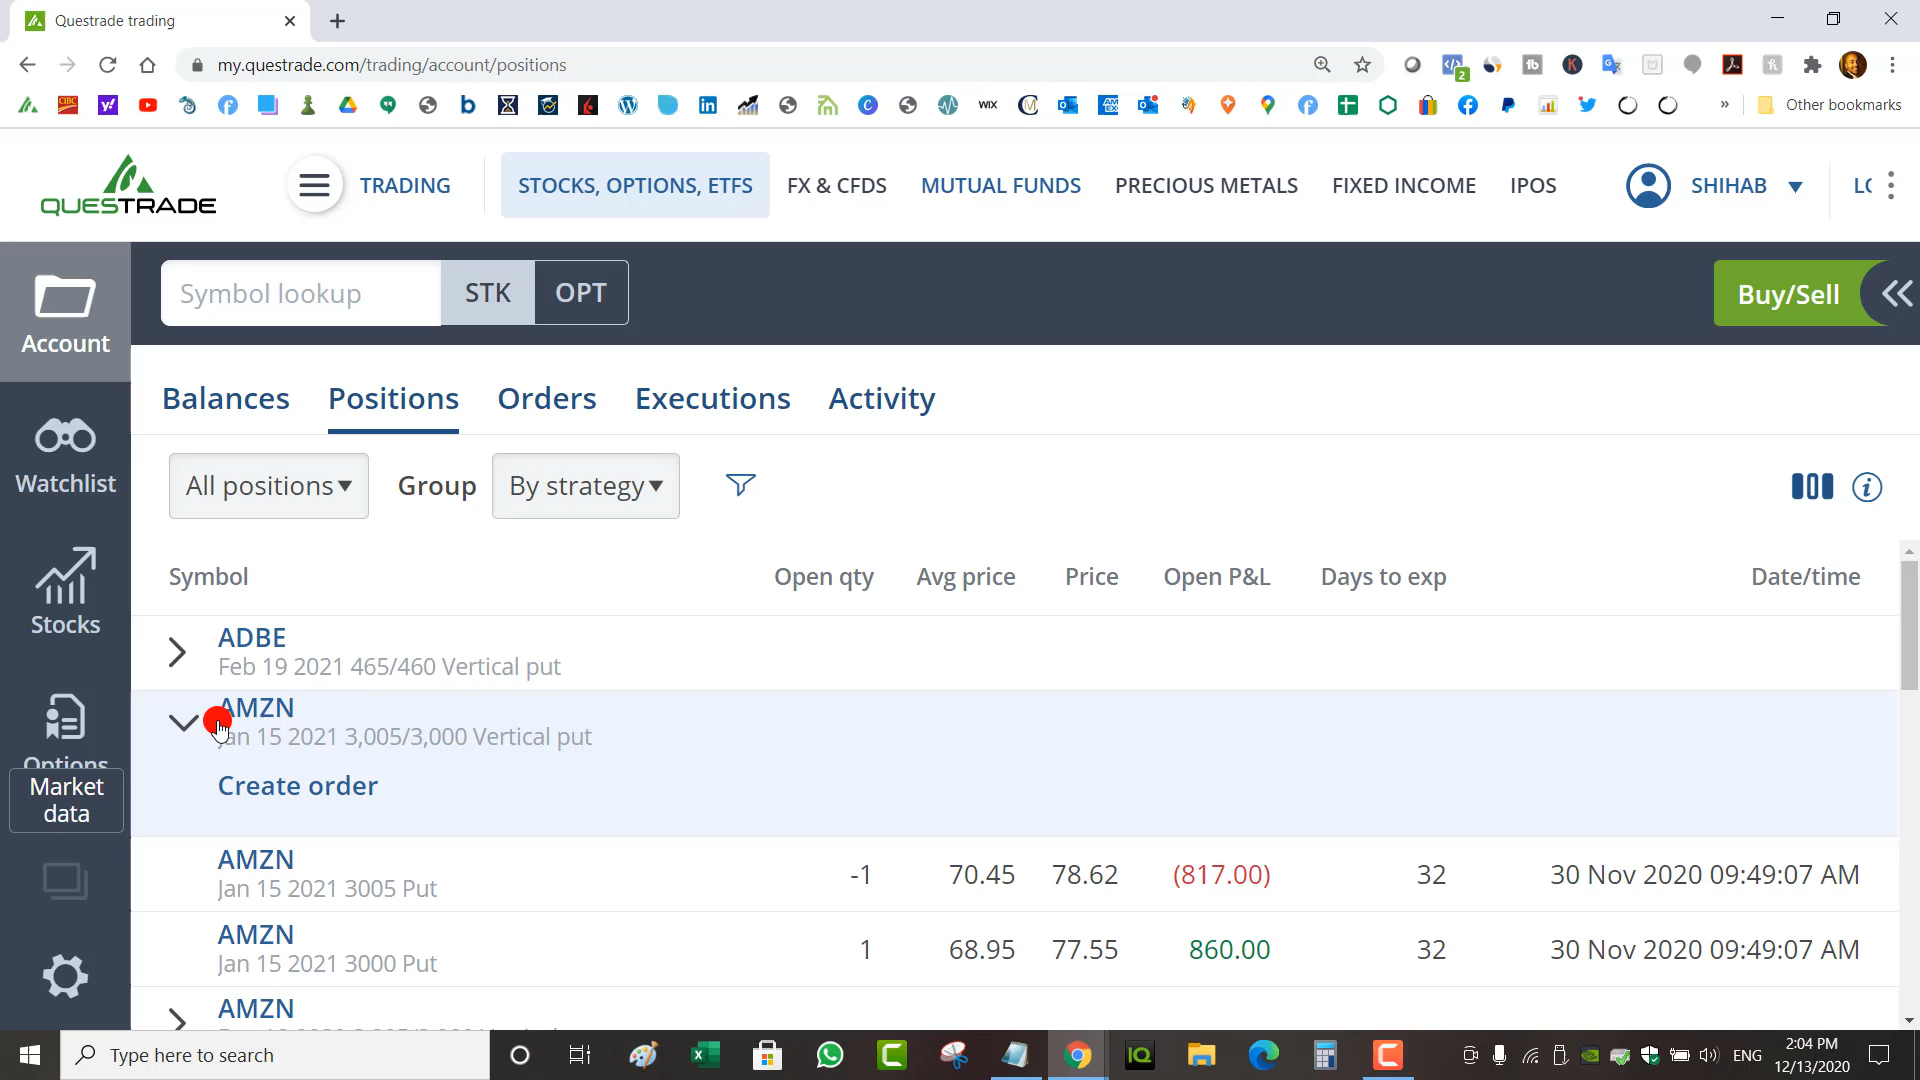 Questrade trading
my.questrade.com/trading/account/positions
2
CIBC
WIX
AM EX
» Other bookmarks
QUESTRADE
TRADING
STOCKS, OPTIONS, ETFS
FX & CFDS
MUTUAL FUNDS
PRECIOUS METALS
FIXED INCOME
IPOS
SHIHAB
Symbol lookup
STK
OPT
Buy/Sell
Account
Watchlist
Stocks
Options
Market
data
Balances
Positions
Orders
Executions
Activity
All positions
Group
By strategy
Symbol
Open qty
Avg price
Price
Open P&L
Days to exp
Date/time
ADBE
Feb 19 2021 465/460 Vertical put
AMZN
Jan 15 2021 3,005/3,000 Vertical put
Create order
AMZN
Jan 15 2021 3005 Put
-1 70.45 78.62 (817.00) 32 30 Nov 2020 09:49:07 AM
AMZN
Jan 15 2021 3000 Put
1 68.95 77.55 860.00 32 30 Nov 2020 09:49:07 AM
AMZN
Type here to search
ENG
2:04 PM
12/13/2020